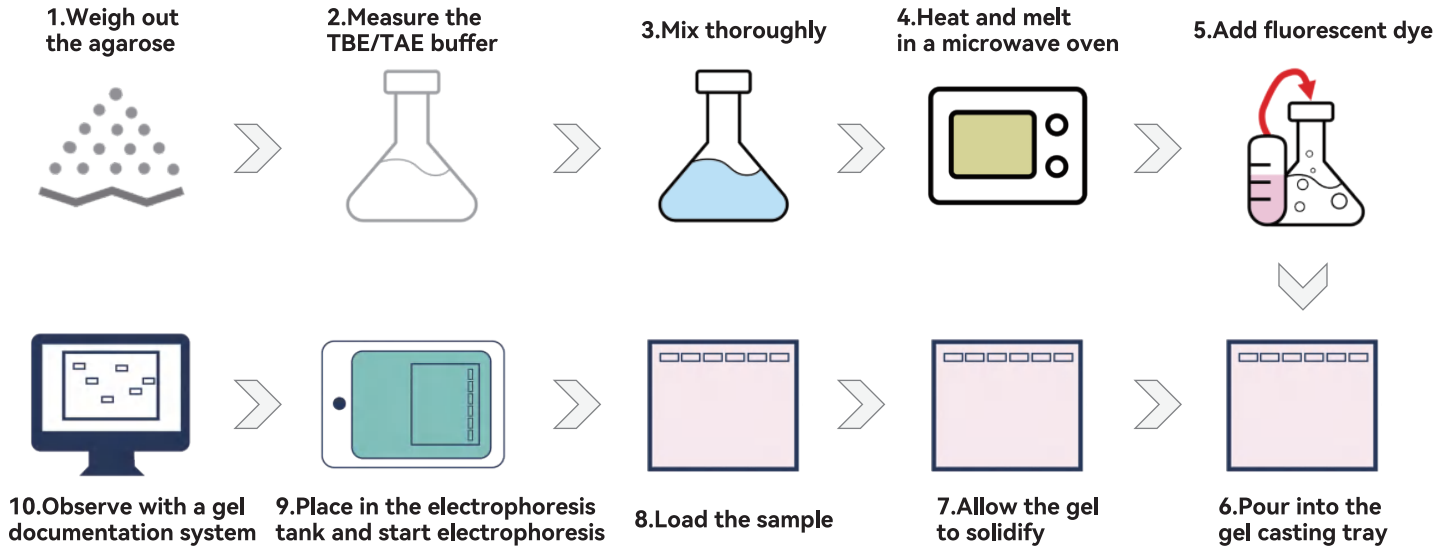 1.Weigh out
the agarose
2.Measure the
TBE/TAE buffer
3.Mix thoroughly
4.Heat and melt
in a microwave oven
5.Add fluorescent dye
6.Pour into the
gel casting tray
7.Allow the gel
to solidify
8.Load the sample
9.Place in the electrophoresis
tank and start electrophoresis
10.Observe with a gel
documentation system